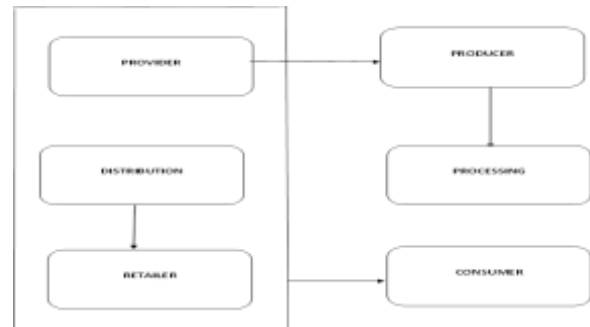 PROVIDER
PRODUCER
DISTRIBUTION
PROCESSING
RETAILER
CONSUMER